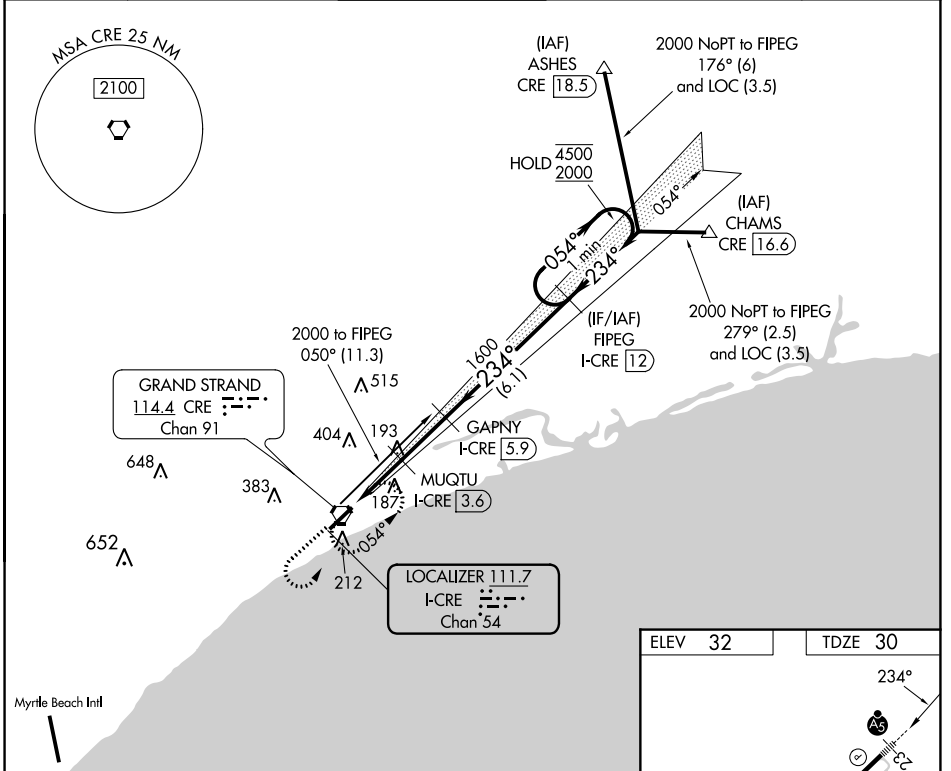 MSA CRE 25 NM
2100
(IAF)
ASHES
CRE 18.5
2000 NoPT to FIPEG
176° (6)
and LOC (3.5)
HOLD 4500
2000
054°
(IAF)
CHAMS
CRE 16.6
054°
1 min
234°
2000 NoPT to FIPEG
279° (2.5)
and LOC (3.5)
(IF/IAF)
FIPEG
I-CRE 12
2000 to FIPEG
050° (11.3)
1600
234°
(6.1)
515
GRAND STRAND
114.4 CRE
Chan 91
GAPNY
I-CRE 5.9
404
193
648
383
MUQTU
I-CRE 3.6
187
054°
652
212
LOCALIZER 111.7
I-CRE
Chan 54
ELEV 32
TDZE 30
234°
A5
23
P
Myrtle Beach Intl